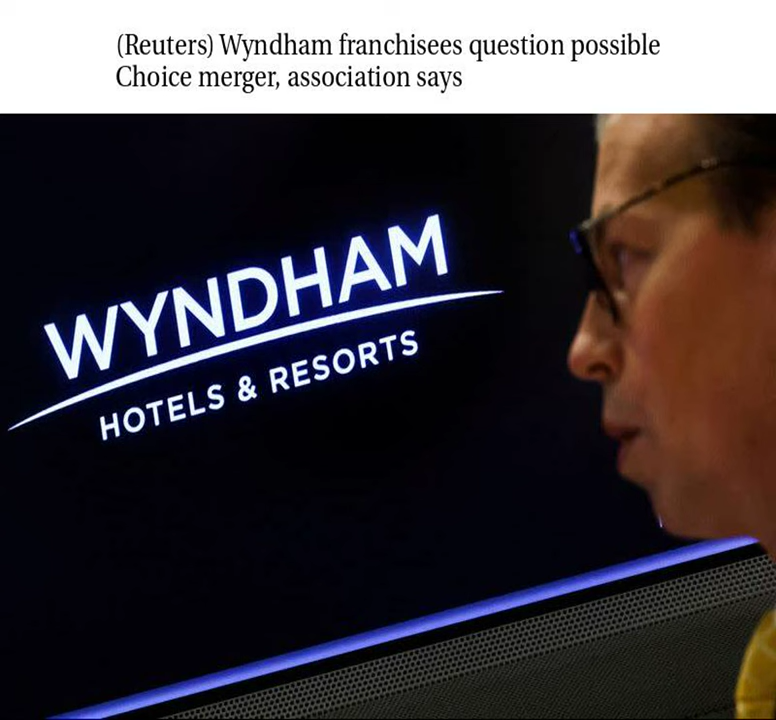 (Reuters) Wyndham franchisees question possible
Choice merger, association says
WYNDHAM
HOTELS & RESORTS